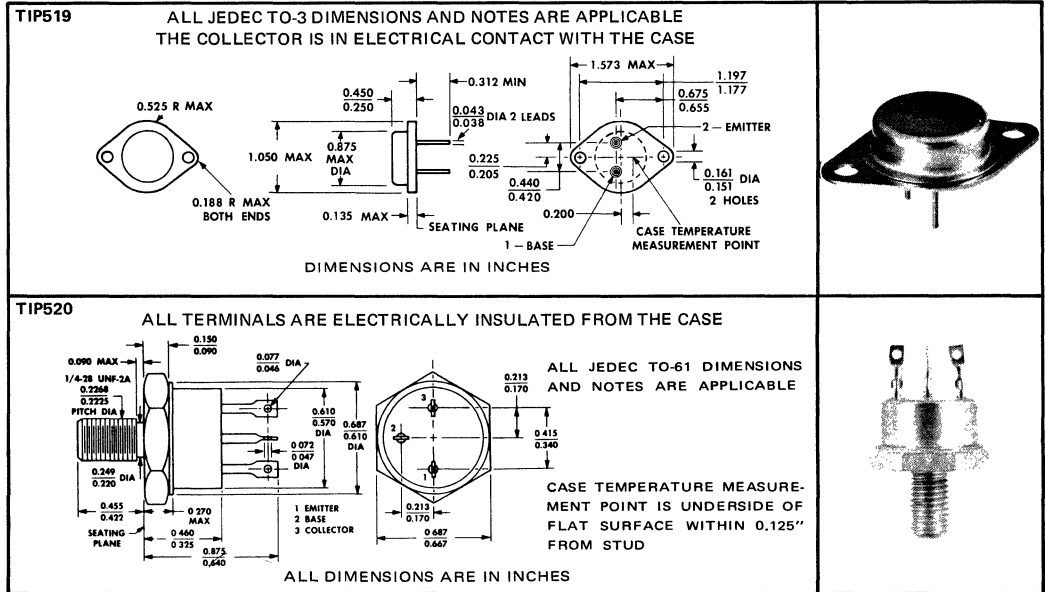 TIP519
ALL JEDEC TO-3 DIMENSIONS AND NOTES ARE APPLICABLE
THE COLLECTOR IS IN ELECTRICAL CONTACT WITH THE CASE
0.525 R MAX
0.188 R MAX
BOTH ENDS
0.450
0.250
0.312 MIN
0.043
0.038
DIA 2 LEADS
1.050 MAX
0.875
MAX
DIA
0.135 MAX
SEATING PLANE
1.573 MAX
1.197
1.177
0.675
0.655
2 – EMITTER
0.225
0.205
0.440
0.420
0.161
0.151
DIA
2 HOLES
0.200
CASE TEMPERATURE
MEASUREMENT POINT
1 – BASE
DIMENSIONS ARE IN INCHES
TIP520
ALL TERMINALS ARE ELECTRICALLY INSULATED FROM THE CASE
0.150
0.090
0.090 MAX
1/4-28 UNF-2A
0.2268
0.2225
PITCH DIA
0.077
0.046
DIA
0.610
0.570
DIA
0.687
0.610
DIA
0 072
0 047
DIA
0.249
0.220
DIA
0.455
0.422
SEATING
PLANE
0 270
MAX
0 460
0 325
0.875
0,640
1 EMITTER
2 BASE
3 COLLECTOR
3
2
1
0.213
0.170
0 415
0.340
0.213
0.170
0 687
0.667
ALL JEDEC TO-61 DIMENSIONS
AND NOTES ARE APPLICABLE
CASE TEMPERATURE MEASURE-
MENT POINT IS UNDERSIDE OF
FLAT SURFACE WITHIN 0.125"
FROM STUD
ALL DIMENSIONS ARE IN INCHES